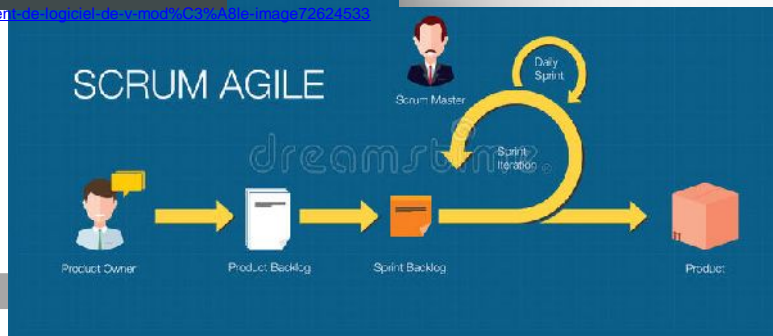 ent-de-logiciel-de-v-mod%C3%A8le-image72624533
SCRUM AGILE
Scrum Master
Daily
Sprint
Sprint
Iteration
dreamstime.
Product Owner
Product Backlog
Sprint Backlog
Product